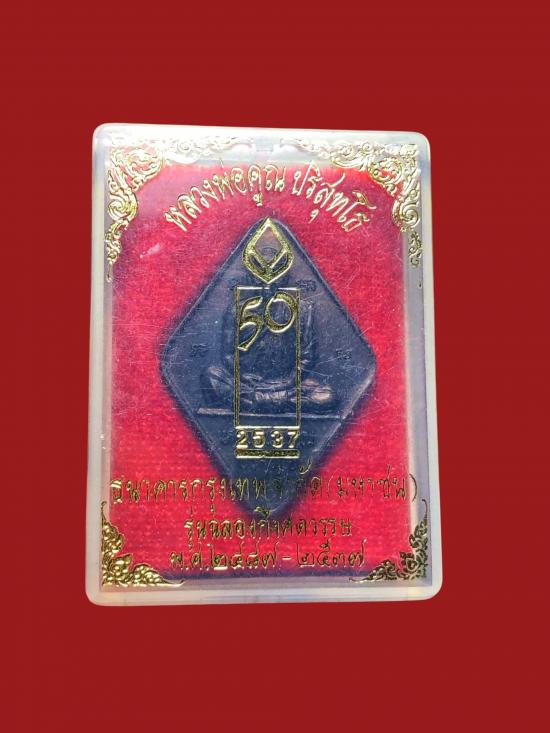 หลวงพ่อคูณ ปริสุทโธ
50
2537
ธนาคารกรุงเทพจำกัด(มหาชน)
รุ่นฉลองกึ่งศตวรรษ
พ.ศ.๒๔๘๗-๒๕๓๗